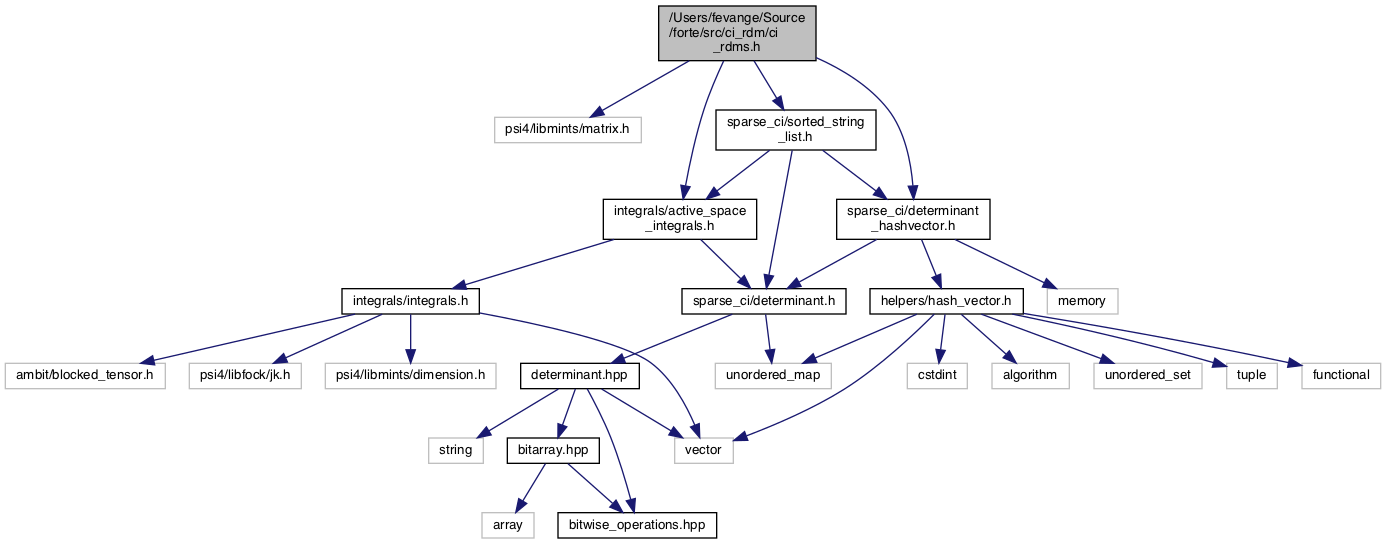 /Users/fevange/Source
/forte/src/ci_rdm/ci
_rdms.h
psi4/libmints/matrix.h
sparse_ci/sorted_string
_list.h
integrals/active_space
_integrals.h
sparse_ci/determinant
_hashvector.h
integrals/integrals.h
sparse_ci/determinant.h
helpers/hash_vector.h
memory
ambit/blocked_tensor.h
psi4/libfock/jk.h
psi4/libmints/dimension.h
determinant.hpp
unordered_map
cstdint
algorithm
unordered_set
tuple
functional
string
bitarray.hpp
vector
array
bitwise_operations.hpp